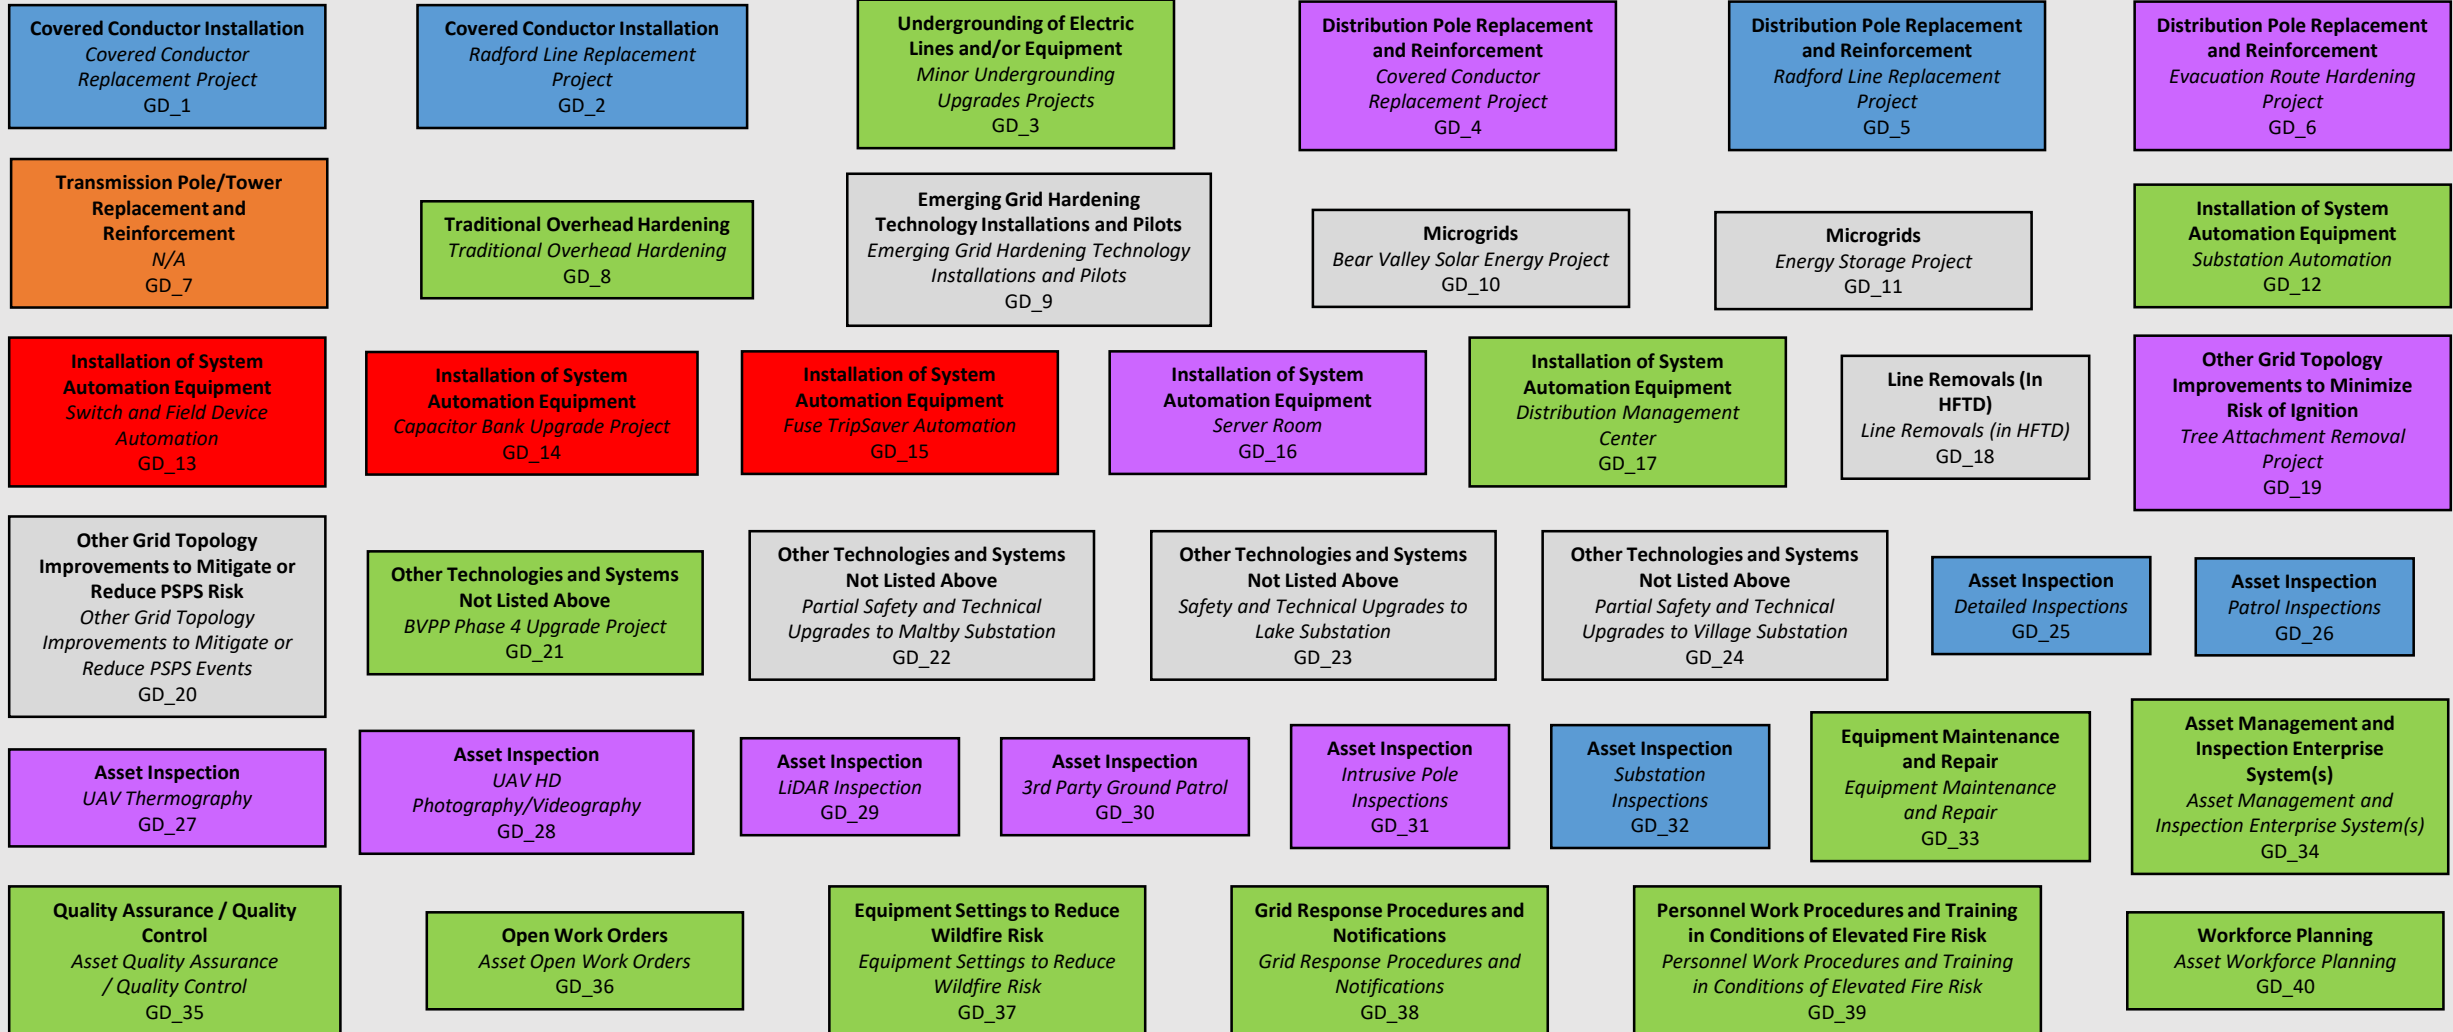 Covered Conductor Installation
Covered Conductor
Replacement Project
GD_1
Covered Conductor Installation
Radford Line Replacement
Project
GD_2
Undergrounding of Electric
Lines and/or Equipment
Minor Undergrounding
Upgrades Projects
GD_3
Distribution Pole Replacement
and Reinforcement
Covered Conductor
Replacement Project
GD_4
Distribution Pole Replacement
and Reinforcement
Radford Line Replacement
Project
GD_5
Distribution Pole Replacement
and Reinforcement
Evacuation Route Hardening
Project
GD_6
Transmission Pole/Tower
Replacement and
Reinforcement
N/A
GD_7
Traditional Overhead Hardening
Traditional Overhead Hardening
GD_8
Emerging Grid Hardening
Technology Installations and Pilots
Emerging Grid Hardening Technology
Installations and Pilots
GD_9
Microgrids
Bear Valley Solar Energy Project
GD_10
Microgrids
Energy Storage Project
GD_11
Installation of System
Automation Equipment
Substation Automation
GD_12
Installation of System
Automation Equipment
Switch and Field Device
Automation
GD_13
Installation of System
Automation Equipment
Capacitor Bank Upgrade Project
GD_14
Installation of System
Automation Equipment
Fuse TripSaver Automation
GD_15
Installation of System
Automation Equipment
Server Room
GD_16
Installation of System
Automation Equipment
Distribution Management
Center
GD_17
Line Removals (In
HFTD)
Line Removals (in HFTD)
GD_18
Other Grid Topology
Improvements to Minimize
Risk of Ignition
Tree Attachment Removal
Project
GD_19
Other Grid Topology
Improvements to Mitigate or
Reduce PSPS Risk
Other Grid Topology
Improvements to Mitigate or
Reduce PSPS Events
GD_20
Other Technologies and Systems
Not Listed Above
BVPP Phase 4 Upgrade Project
GD_21
Other Technologies and Systems
Not Listed Above
Partial Safety and Technical
Upgrades to Maltby Substation
GD_22
Other Technologies and Systems
Not Listed Above
Safety and Technical Upgrades to
Lake Substation
GD_23
Other Technologies and Systems
Not Listed Above
Partial Safety and Technical
Upgrades to Village Substation
GD_24
Asset Inspection
Detailed Inspections
GD_25
Asset Inspection
Patrol Inspections
GD_26
Asset Inspection
UAV Thermography
GD_27
Asset Inspection
UAV HD
Photography/Videography
GD_28
Asset Inspection
LiDAR Inspection
GD_29
Asset Inspection
3rd Party Ground Patrol
GD_30
Asset Inspection
Intrusive Pole
Inspections
GD_31
Asset Inspection
Substation
Inspections
GD_32
Equipment Maintenance
and Repair
Equipment Maintenance
and Repair
GD_33
Asset Management and
Inspection Enterprise
System(s)
Asset Management and
Inspection Enterprise System(s)
GD_34
Quality Assurance / Quality
Control
Asset Quality Assurance
/ Quality Control
GD_35
Open Work Orders
Asset Open Work Orders
GD_36
Equipment Settings to Reduce
Wildfire Risk
Equipment Settings to Reduce
Wildfire Risk
GD_37
Grid Response Procedures and
Notifications
Grid Response Procedures and
Notifications
GD_38
Personnel Work Procedures and Training
in Conditions of Elevated Fire Risk
Personnel Work Procedures and Training
in Conditions of Elevated Fire Risk
GD_39
Workforce Planning
Asset Workforce Planning
GD_40